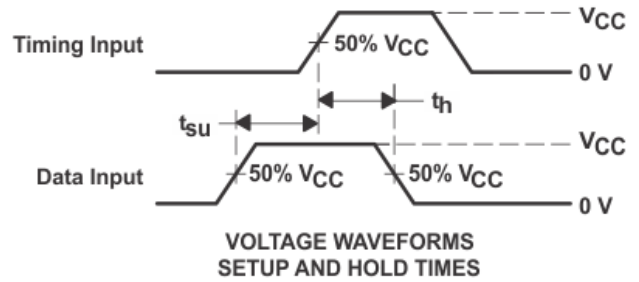 VCC
Timing Input
50% VCC
0 V
th
tsu
VCC
Data Input
50% VCC
50% VCC
0 V
VOLTAGE WAVEFORMS
SETUP AND HOLD TIMES